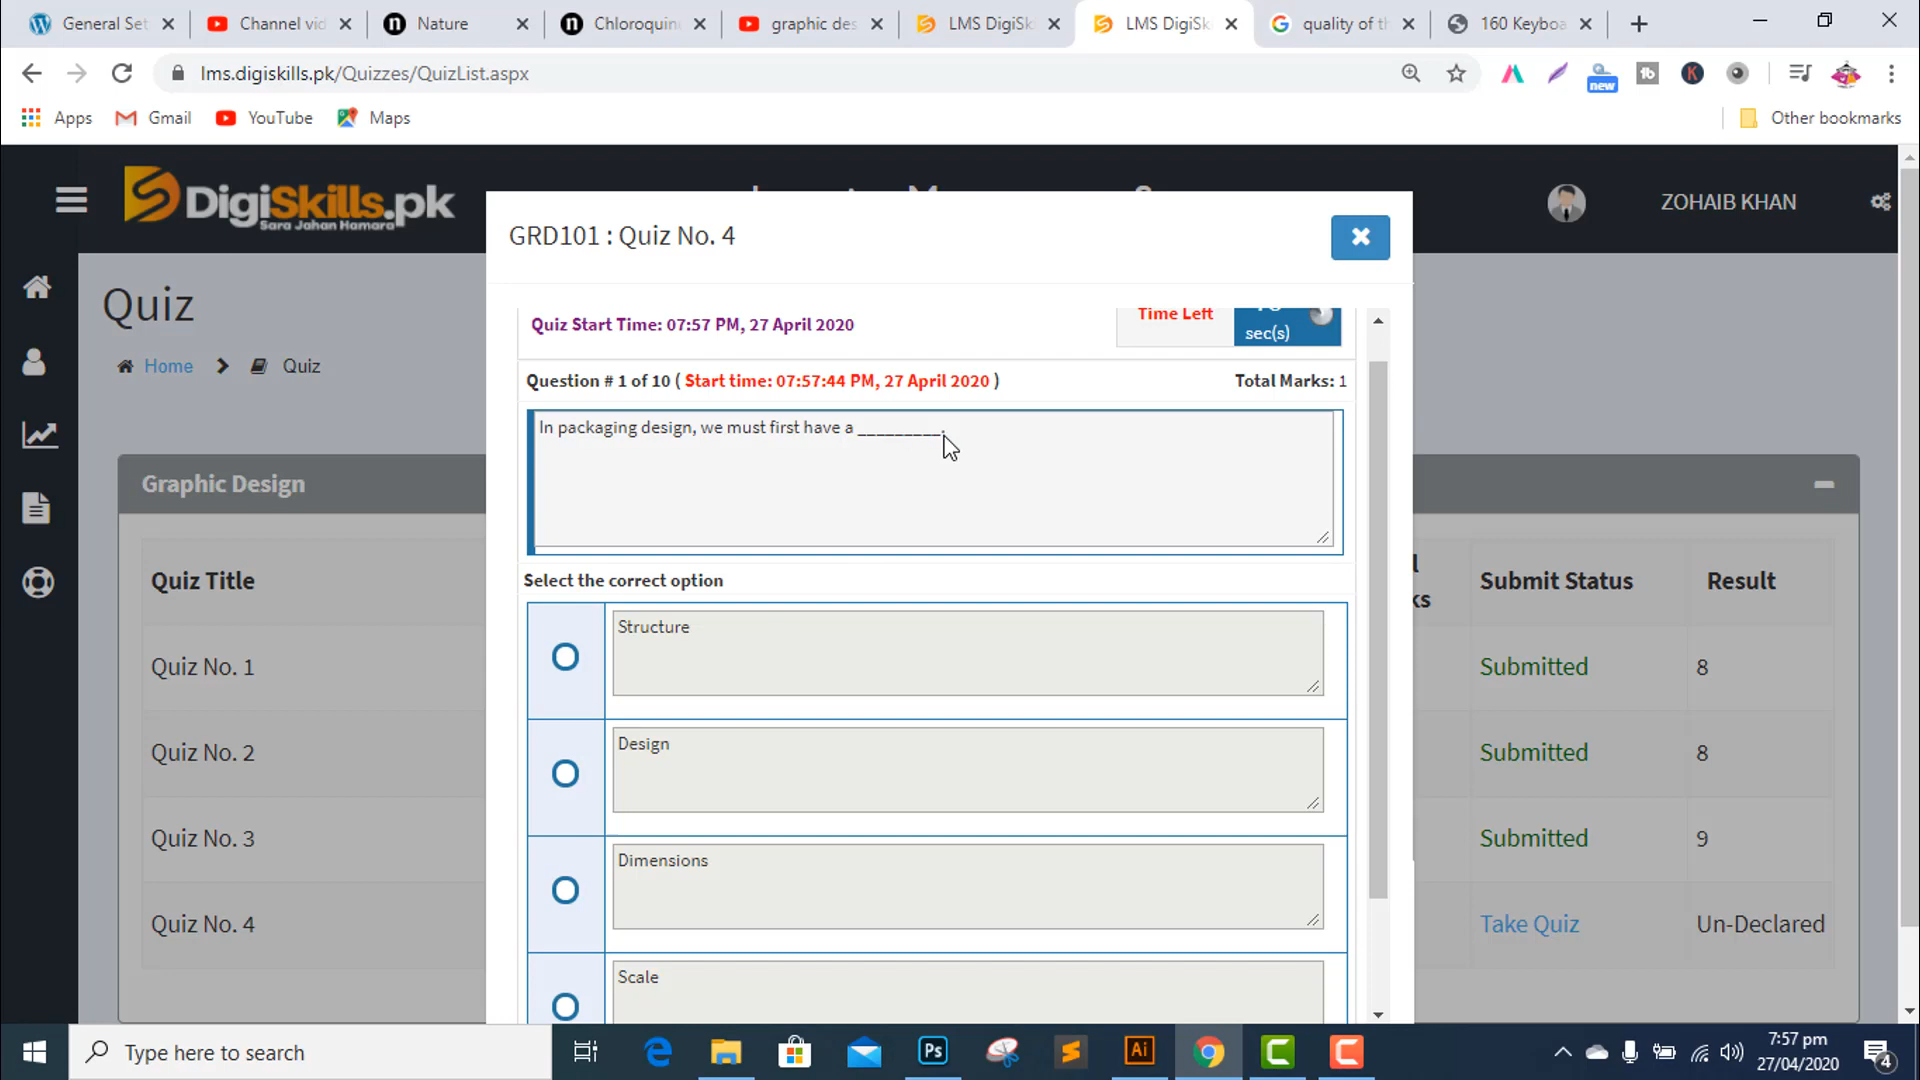 General Set
Channel vid
Nature
Chloroquin
graphic des
LMS DigiSk
LMS DigiSk
quality of th
160 Keyboa
lms.digiskills.pk/Quizzes/QuizList.aspx
new
Apps
Gmail
YouTube
Maps
Other bookmarks
DigiSkills.pk
Sara Jahan Hamara
ZOHAIB KHAN
GRD101 : Quiz No. 4
Quiz
Home
Quiz
Quiz Start Time: 07:57 PM, 27 April 2020
Time Left
sec(s)
Question # 1 of 10 ( Start time: 07:57:44 PM, 27 April 2020 )
Total Marks: 1
In packaging design, we must first have a _________.
Select the correct option
Structure
Design
Dimensions
Scale
Graphic Design
Quiz Title
Submit Status
Result
Quiz No. 1
Submitted
8
Quiz No. 2
Submitted
8
Quiz No. 3
Submitted
9
Quiz No. 4
Take Quiz
Un-Declared
Type here to search
Ps
Ai
7:57 pm
27/04/2020
4